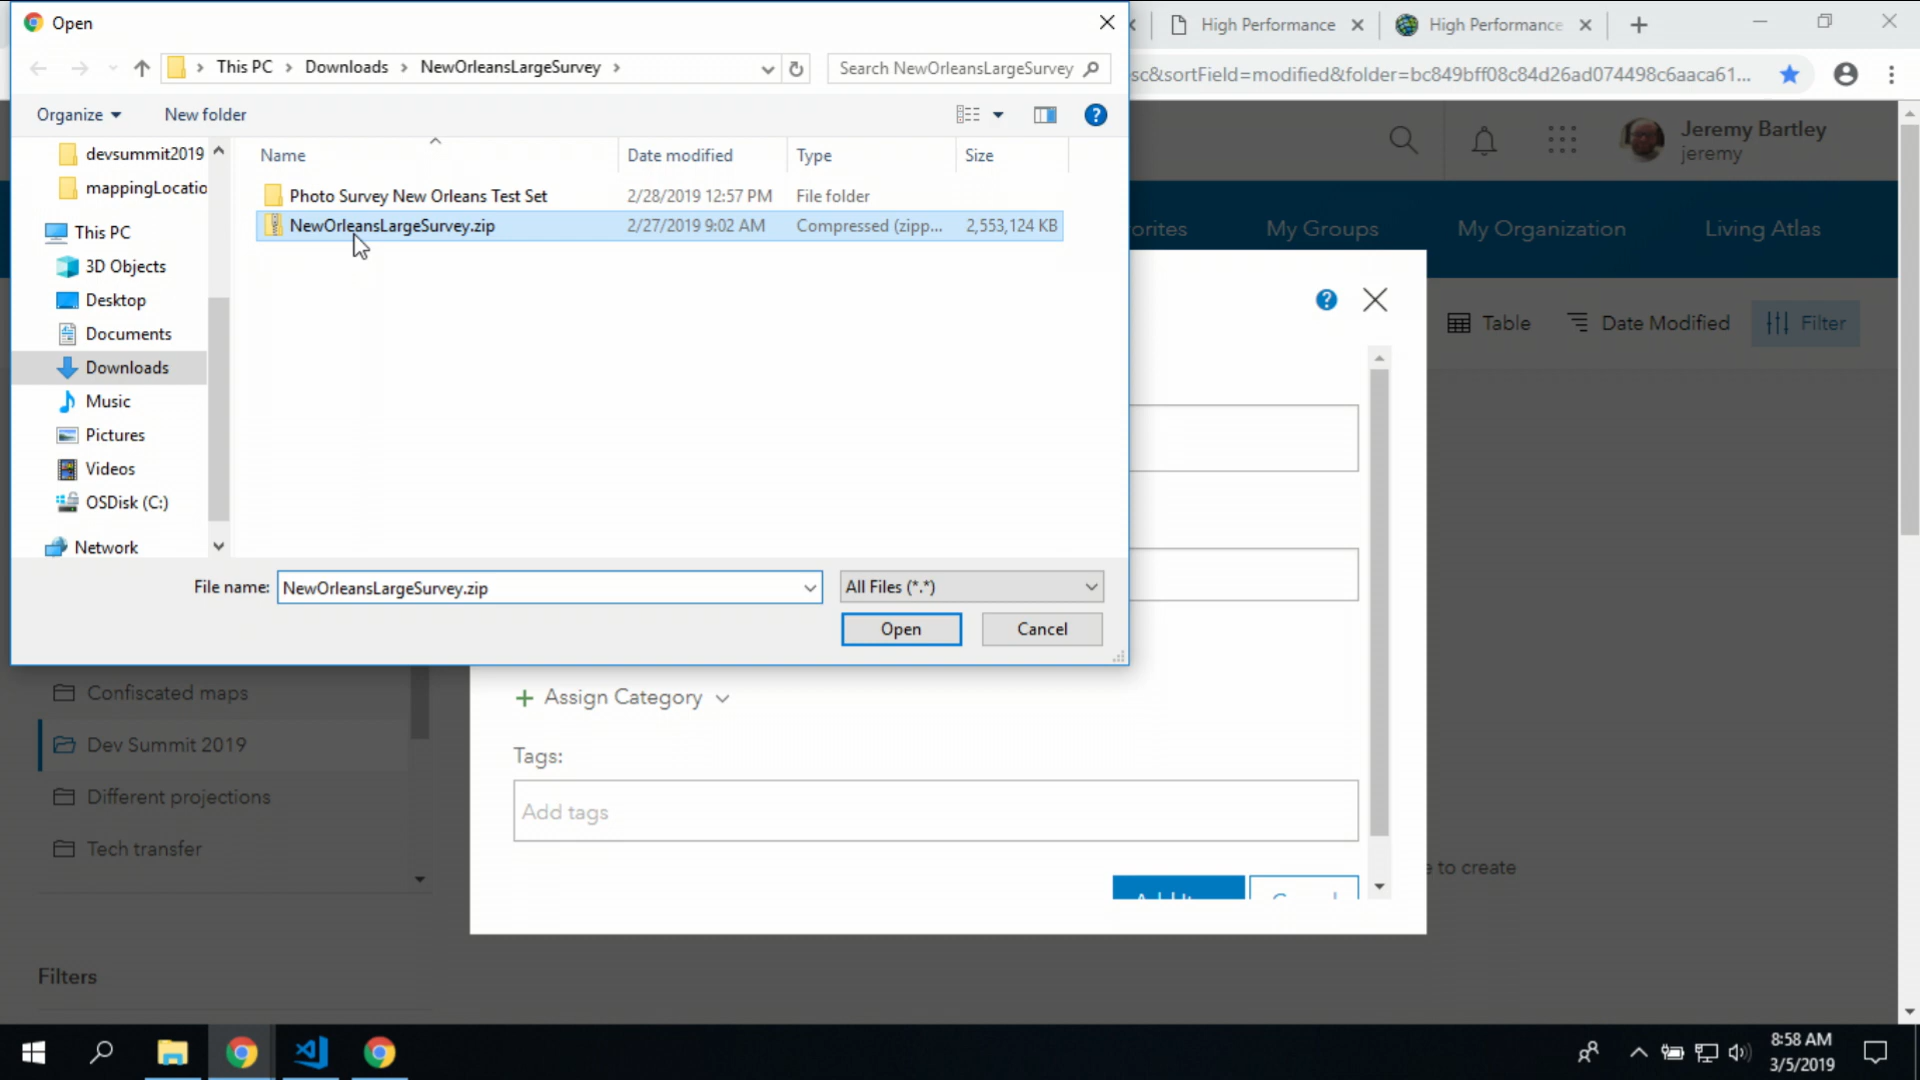 Open
High Performance
High Performance
This PC
Downloads
NewOrleansLargeSurvey
Search NewOrleansLargeSurvey
sc&sortField=modified&folder=bc849bff08c84d26ad074498c6aaca61...
Organize
New folder
Jeremy Bartley
jeremy
devsummit2019
mappingLocatio
This PC
3D Objects
Desktop
Documents
Downloads
Music
Pictures
Videos
OSDisk (C:)
Network
Name
Date modified
Type
Size
Photo Survey New Orleans Test Set
2/28/2019 12:57 PM
File folder
NewOrleansLargeSurvey.zip
2/27/2019 9:02 AM
Compressed (zipp...
2,553,124 KB
orites
My Groups
My Organization
Living Atlas
Table
Date Modified
Filter
File name:
NewOrleansLargeSurvey.zip
All Files (*.*)
Open
Cancel
Confiscated maps
Dev Summit 2019
Different projections
Tech transfer
Filters
Assign Category
Tags:
Add tags
e to create
8:58 AM
3/5/2019